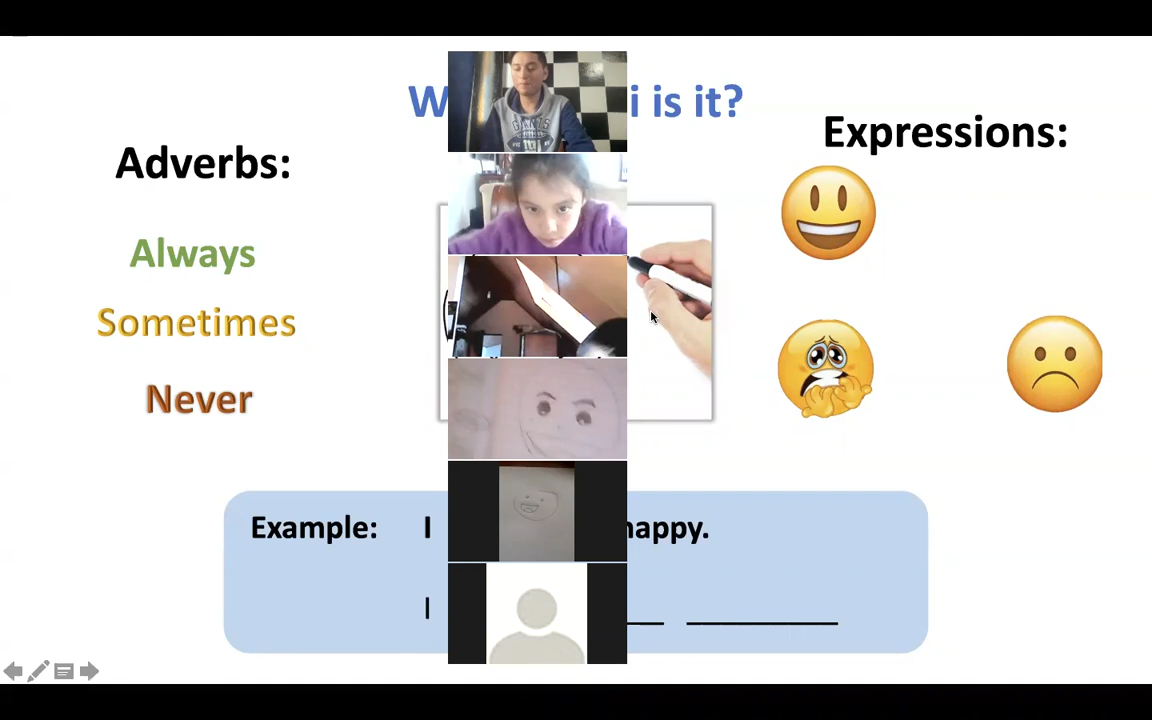 i is it?
Expressions:
Adverbs:
Always
Sometimes
Never
Example: I happy.
I